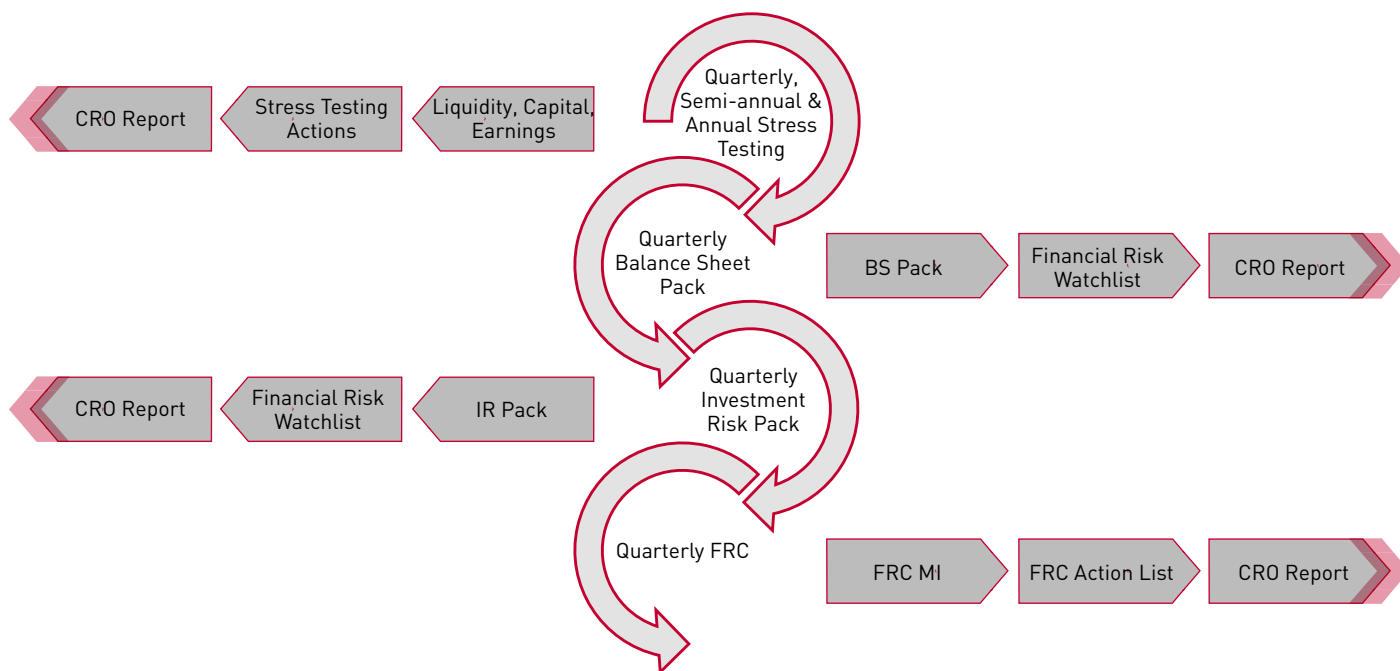 Quarterly,
Semi-annual &
Annual Stress
Testing
CRO Report
Stress Testing
Actions
Liquidity, Capital,
Earnings
Quarterly
Balance Sheet
Pack
BS Pack
Financial Risk
Watchlist
CRO Report
CRO Report
Financial Risk
Watchlist
IR Pack
Quarterly
Investment
Risk Pack
Quarterly FRC
FRC MI
FRC Action List
CRO Report